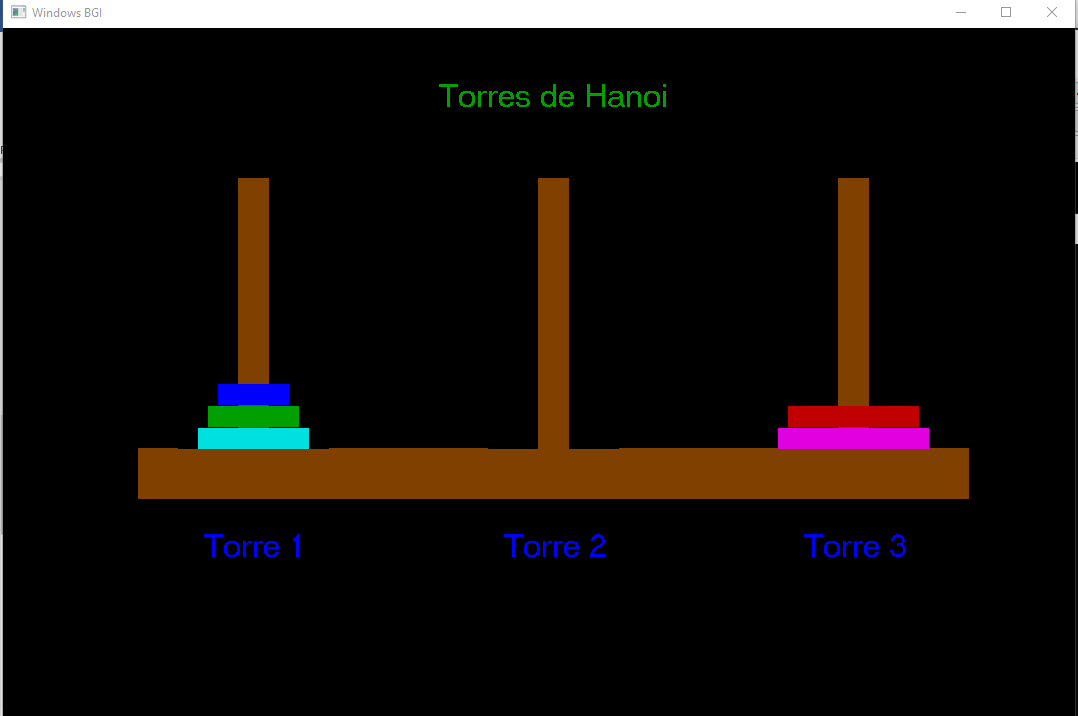 Windows BGI
Torres de Hanoi
Torre 1
Torre 2
Torre 3